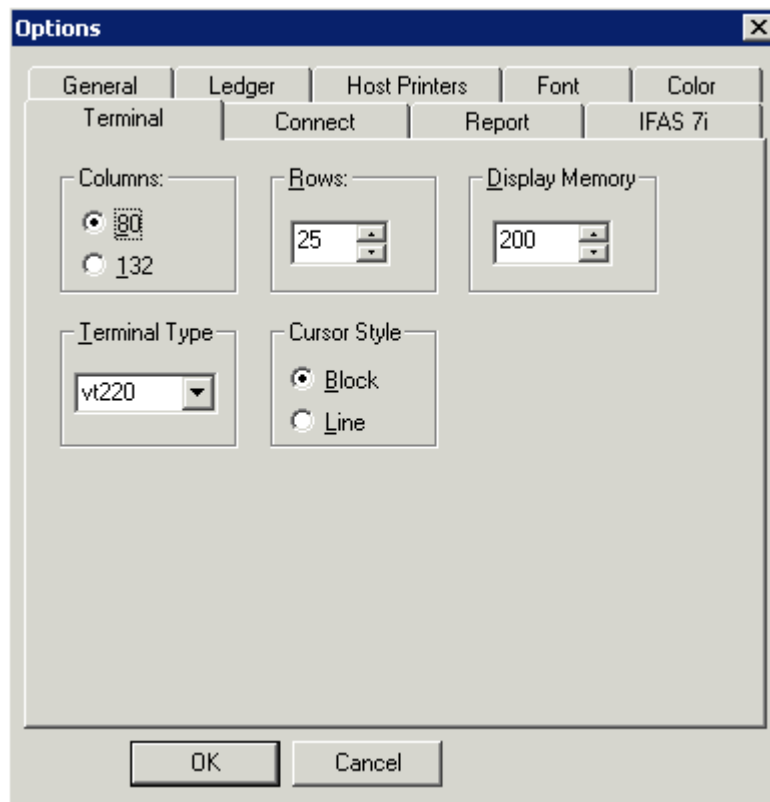 Options
General Ledger Host Printers Font Color
Terminal Connect Report IFAS 7i
Columns: Rows: Display Memory
80 25 200
132
Terminal Type Cursor Style
vt220 Block
Line
OK Cancel